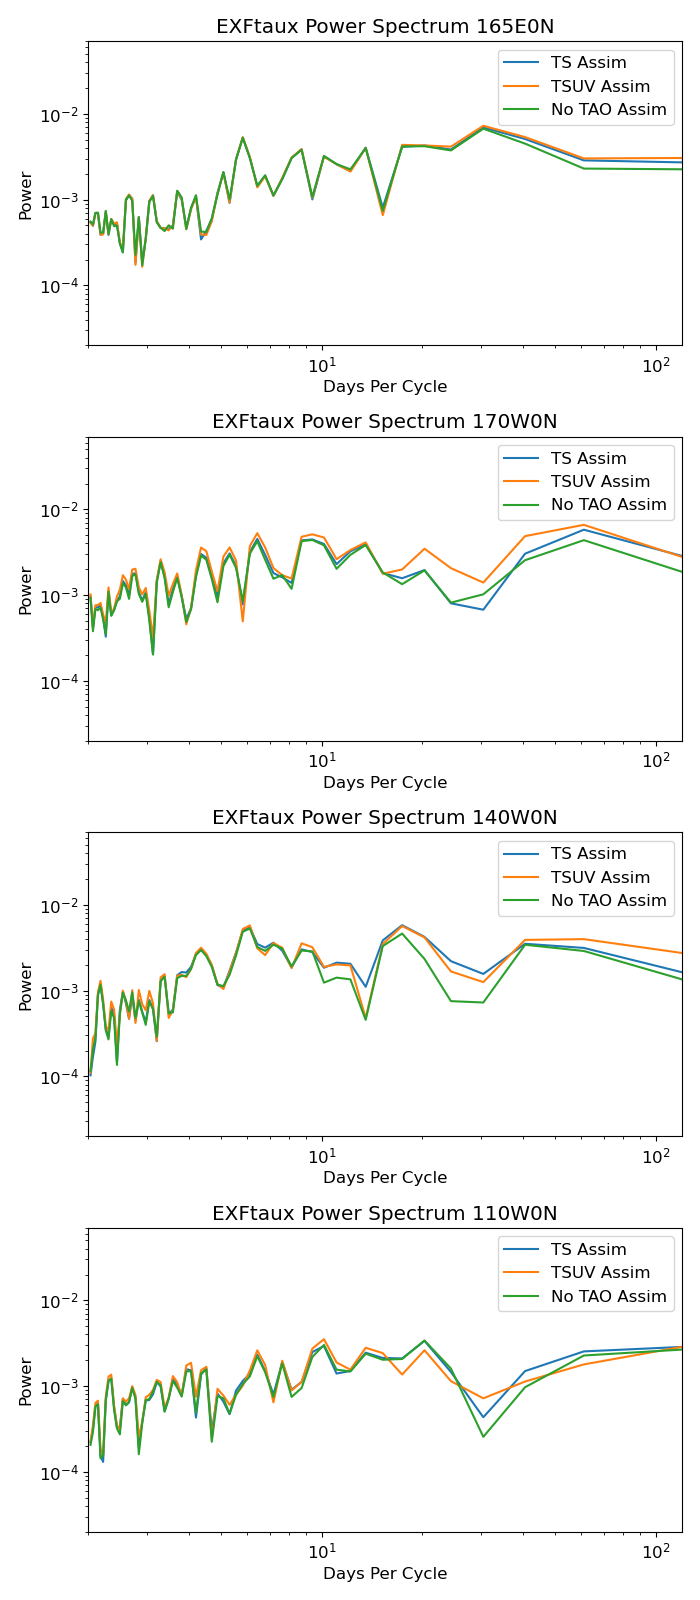 EXFtaux Power Spectrum 165E0N
TS Assim
TSUV Assim
No TAO Assim
10⁻²
10⁻³
10⁻⁴
Power
10¹
10²
Days Per Cycle
EXFtaux Power Spectrum 170W0N
TS Assim
TSUV Assim
No TAO Assim
10⁻²
10⁻³
10⁻⁴
Power
10¹
10²
Days Per Cycle
EXFtaux Power Spectrum 140W0N
TS Assim
TSUV Assim
No TAO Assim
10⁻²
10⁻³
10⁻⁴
Power
10¹
10²
Days Per Cycle
EXFtaux Power Spectrum 110W0N
TS Assim
TSUV Assim
No TAO Assim
10⁻²
10⁻³
10⁻⁴
Power
10¹
10²
Days Per Cycle